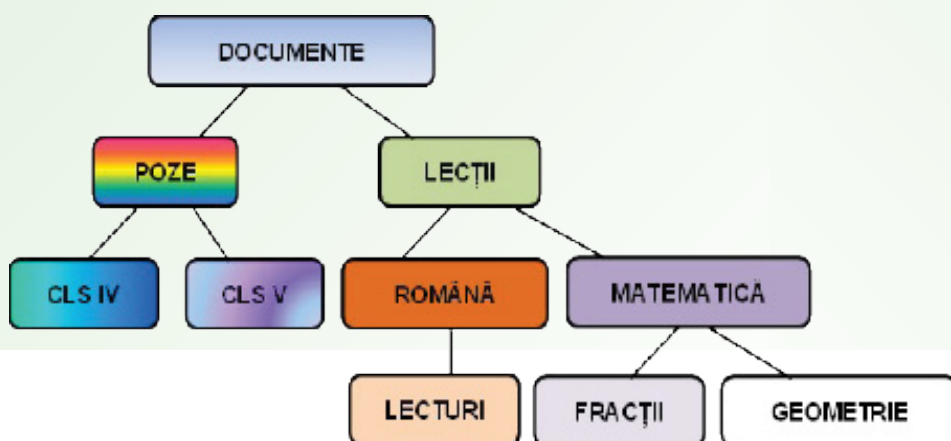 DOCUMENTE
POZE
LECȚII
CLS IV
CLS V
ROMÂNĂ
MATEMATICĂ
LECTURI
FRACȚII
GEOMETRIE